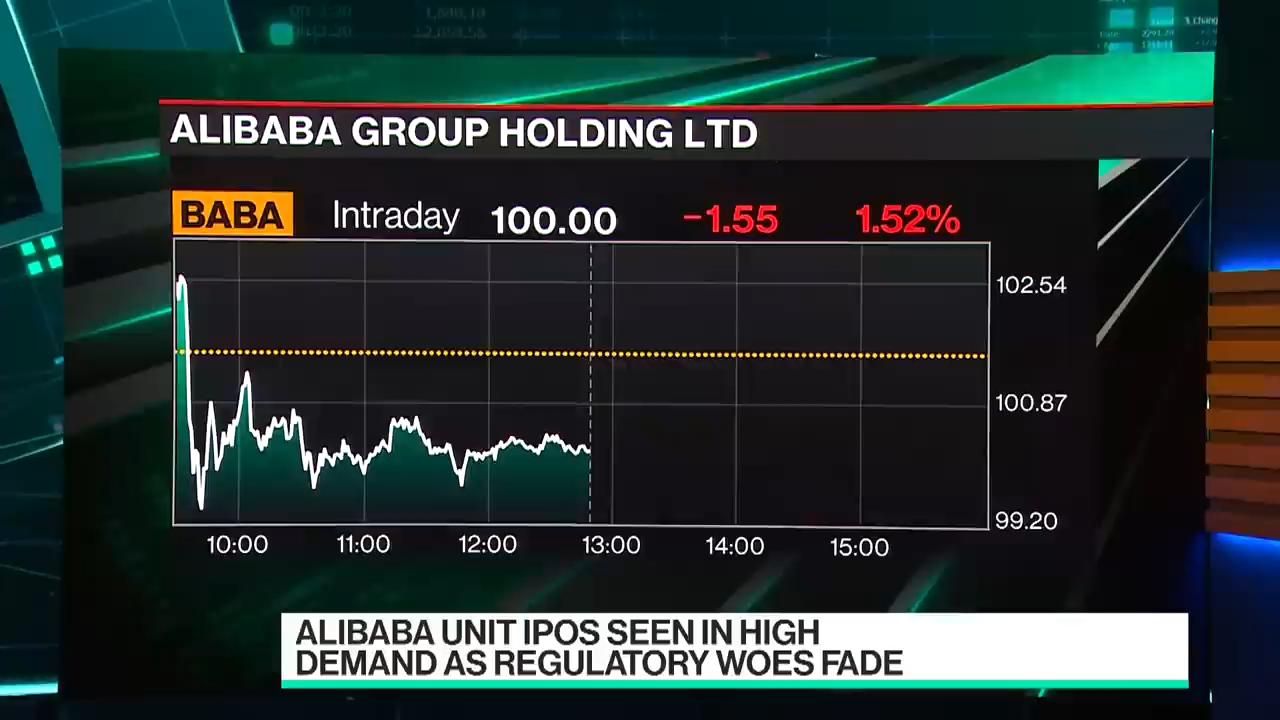 ALIBABA GROUP HOLDING LTD
BABA Intraday 100.00 -1.55 1.52%
102.54
100.87
99.20
10:00 11:00 12:00 13:00 14:00 15:00
ALIBABA UNIT IPOS SEEN IN HIGH
DEMAND AS REGULATORY WOES FADE